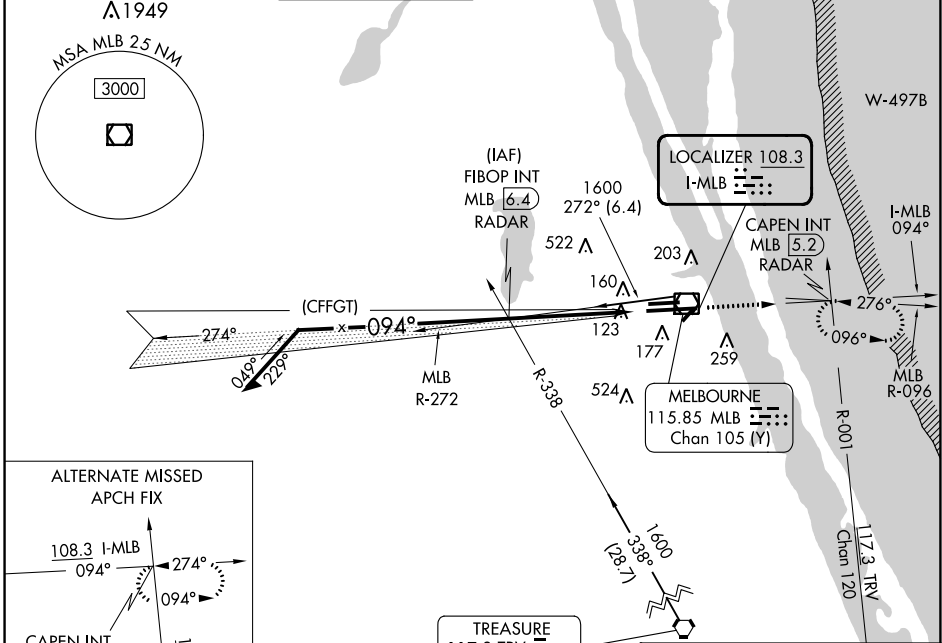 1949
MSA MLB 25 NM
3000
W-497B
(IAF)
FIBOP INT
MLB 6.4
RADAR
1600
272° (6.4)
LOCALIZER 108.3
I-MLB
CAPEN INT
MLB 5.2
RADAR
I-MLB
094°
522
203
160
123
177
259
524
(CFFGT)
274°
x
094°
049°
229°
MLB
R-272
R-338
276°
096°
MLB
R-096
MELBOURNE
115.85 MLB
Chan 105 (Y)
R-001
117.3 TRV
Chan 120
1600
338°
(28.7)
ALTERNATE MISSED
APCH FIX
108.3 I-MLB
094°
274°
094°
CAPEN INT
TREASURE